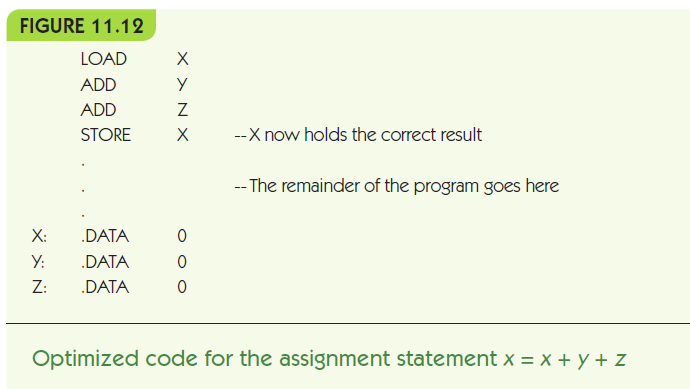 FIGURE 11.12
LOAD X
ADD Y
ADD Z
STORE X --X now holds the correct result
.
. --The remainder of the program goes here
.
X: .DATA 0
Y: .DATA 0
Z: .DATA 0
Optimized code for the assignment statement x = x + y + z